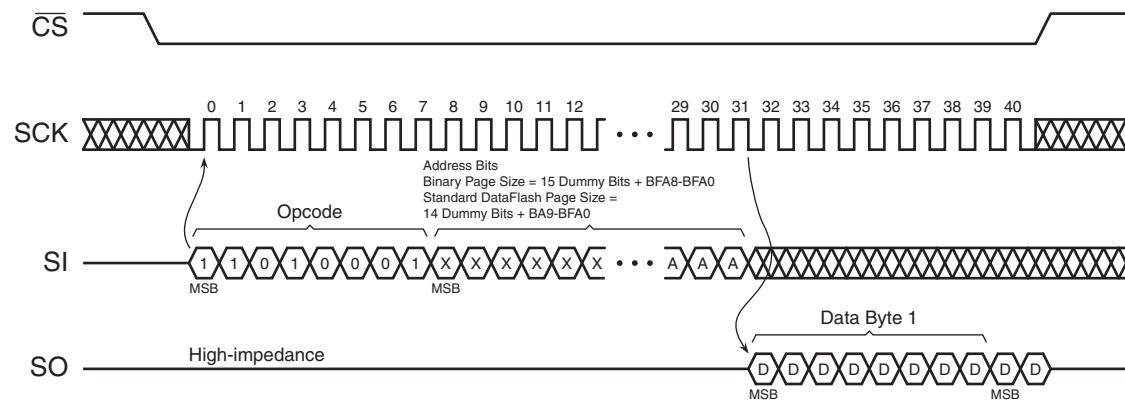 CS
SCK
0 1 2 3 4 5 6 7 8 9 10 11 12 29 30 31 32 33 34 35 36 37 38 39 40
Address Bits
Binary Page Size = 15 Dummy Bits + BFA8-BFA0
Standard DataFlash Page Size =
14 Dummy Bits + BA9-BFA0
Opcode
SI
1 1 0 1 0 0 0 1 X X X X X X A A A
MSB MSB
Data Byte 1
High-impedance
SO
D D D D D D D D D D
MSB MSB